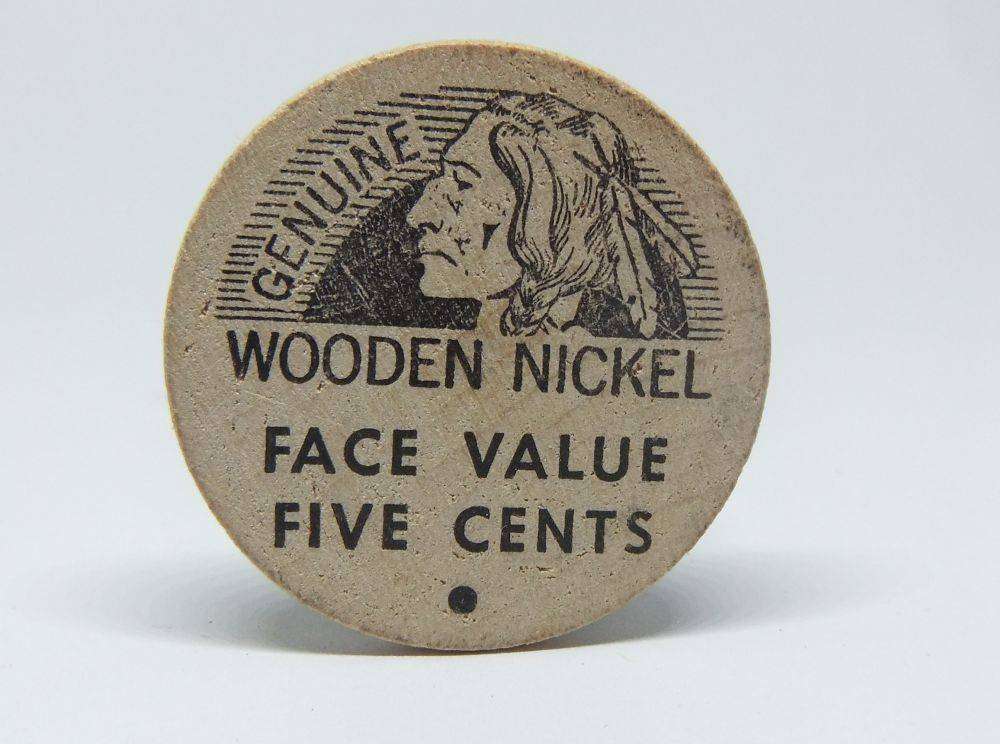 GENUINE
WOODEN NICKEL
FACE VALUE
FIVE CENTS